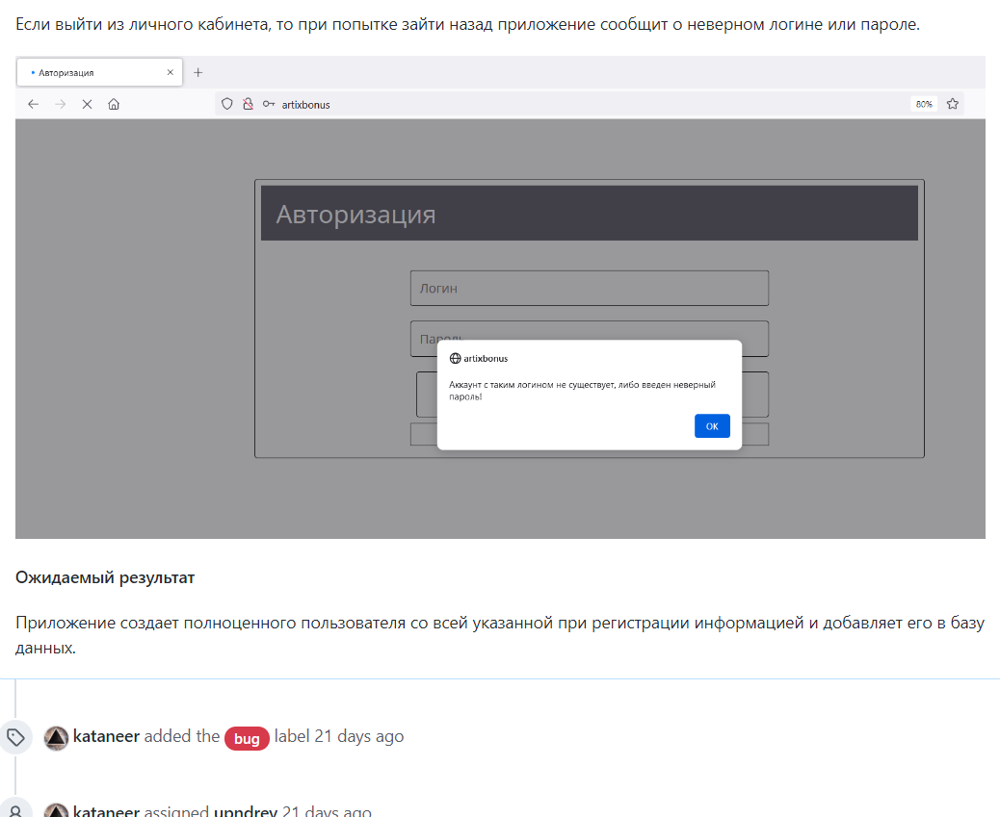 Если выйти из личного кабинета, то при попытке зайти назад приложение сообщит о неверном логине или пароле.
Авторизация
artixbonus
80%
Авторизация
Логин
Пароль
artixbonus
Аккаунт с таким логином не существует, либо введен неверный
пароль!
OK
Ожидаемый результат
Приложение создает полноценного пользователя со всей указанной при регистрации информацией и добавляет его в базу
данных.
kataneer added the bug label 21 days ago
kataneer assigned upndrey 21 days ago